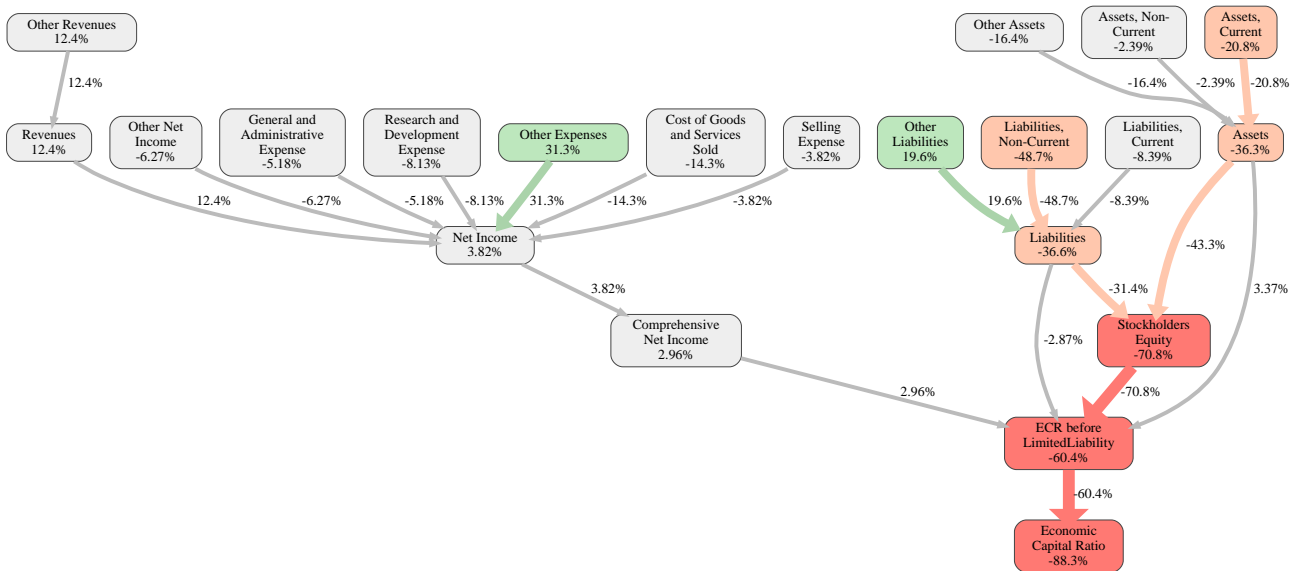 Other Revenues
12.4%
Other Assets
-16.4%
Assets, Non-
Current
-2.39%
Assets,
Current
-20.8%
12.4%
-16.4%
-2.39%
-20.8%
Revenues
12.4%
Other Net
Income
-6.27%
General and
Administrative
Expense
-5.18%
Research and
Development
Expense
-8.13%
Other Expenses
31.3%
Cost of Goods
and Services
Sold
-14.3%
Selling
Expense
-3.82%
Other
Liabilities
19.6%
Liabilities,
Non-Current
-48.7%
Liabilities,
Current
-8.39%
Assets
-36.3%
12.4%
-6.27%
-5.18%
-8.13%
31.3%
-14.3%
-3.82%
19.6%
-48.7%
-8.39%
Net Income
3.82%
Liabilities
-36.6%
-43.3%
3.82%
-31.4%
3.37%
Comprehensive
Net Income
2.96%
Stockholders
Equity
-70.8%
-2.87%
2.96%
-70.8%
ECR before
LimitedLiability
-60.4%
-60.4%
Economic
Capital Ratio
-88.3%